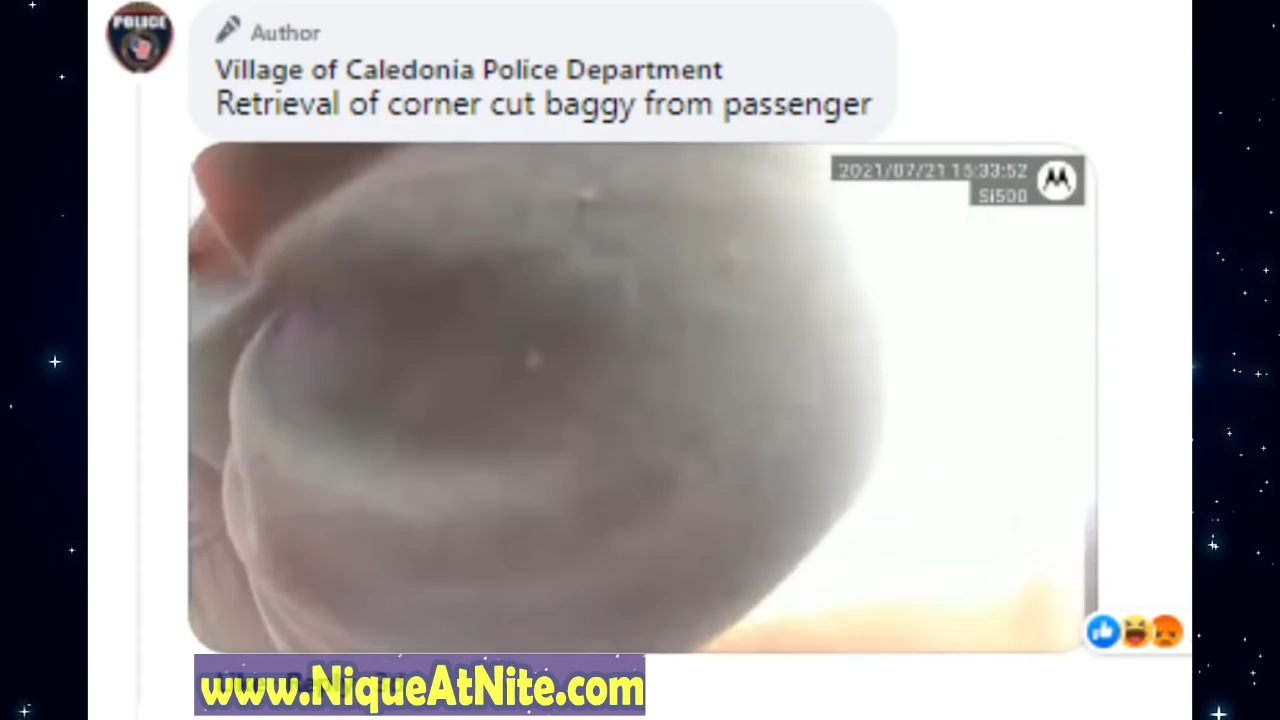 POLICE
Author
Village of Caledonia Police Department
Retrieval of corner cut baggy from passenger
2021/07/21 15:33:52
Si500
www.NiqueAtNite.com